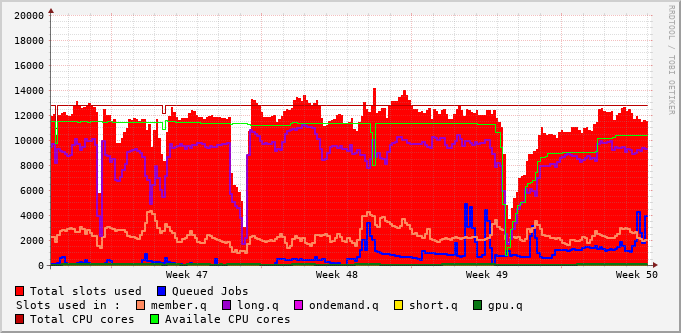 RRDTOOL / TOBI OETIKER
20000
18000
16000
14000
12000
10000
8000
6000
4000
2000
0
Week 47 Week 48 Week 49 Week 50
Total slots used Queued Jobs
Slots used in : member.q long.q ondemand.q short.q gpu.q
Total CPU cores Availale CPU cores